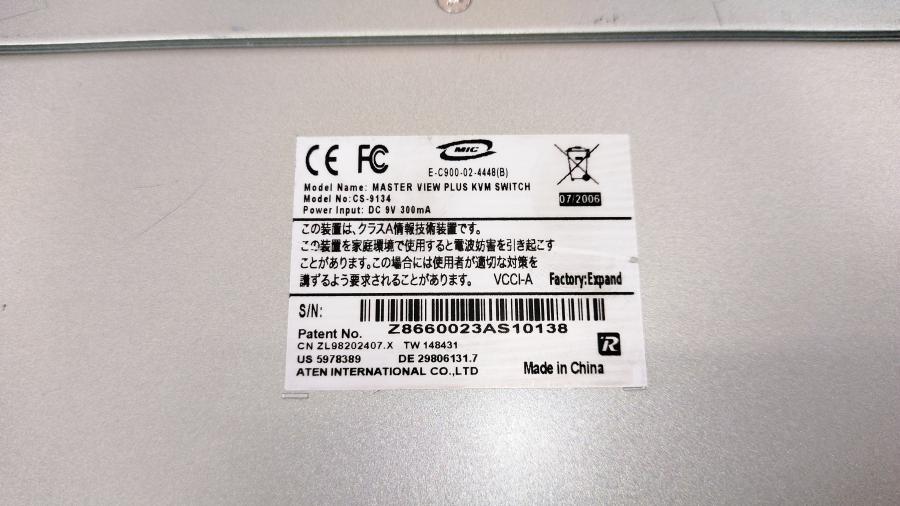 CE FC MIC
E-C900-02-4448(B)
Model Name: MASTER VIEW PLUS KVM SWITCH
Model No:CS-9134
Power Input: DC 9V 300mA
07/2006
この装置は、クラスA情報技術装置です。
この装置を家庭環境で使用すると電波妨害を引き起こす
ことがあります。この場合には使用者が適切な対策を
講ずるよう要求されることがあります。 VCCI-A Factory:Expand
S/N:
Z8660023AS10138
Patent No.
CN ZL98202407.X TW 148431
US 5978389 DE 29806131.7
R
ATEN INTERNATIONAL CO.,LTD Made in China